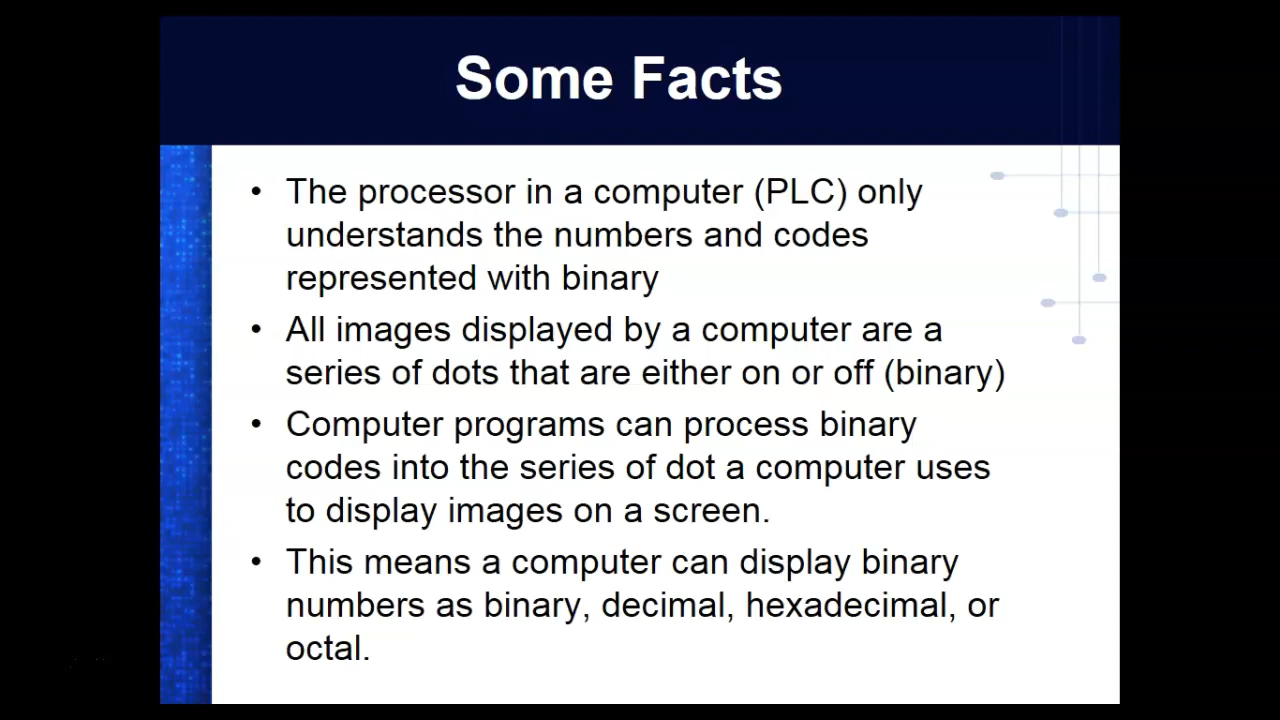 Some Facts
• The processor in a computer (PLC) only
understands the numbers and codes
represented with binary
• All images displayed by a computer are a
series of dots that are either on or off (binary)
• Computer programs can process binary
codes into the series of dot a computer uses
to display images on a screen.
• This means a computer can display binary
numbers as binary, decimal, hexadecimal, or
octal.